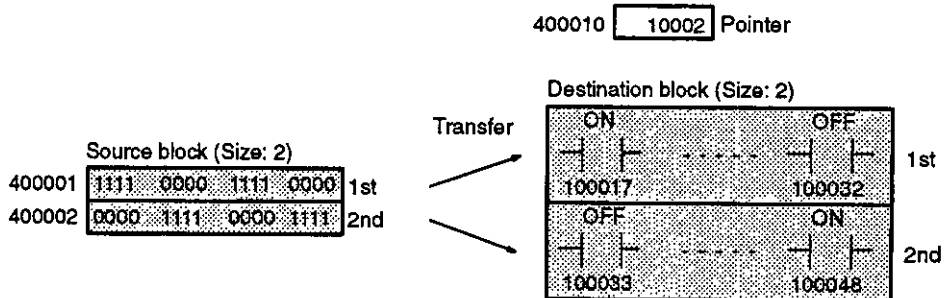 400010 10002 Pointer
Destination block (Size: 2)
Transfer
ON OFF
1st
100017 100032
Source block (Size: 2)
400001 1111 0000 1111 0000 1st
400002 0000 1111 0000 1111 2nd
OFF ON
2nd
100033 100048